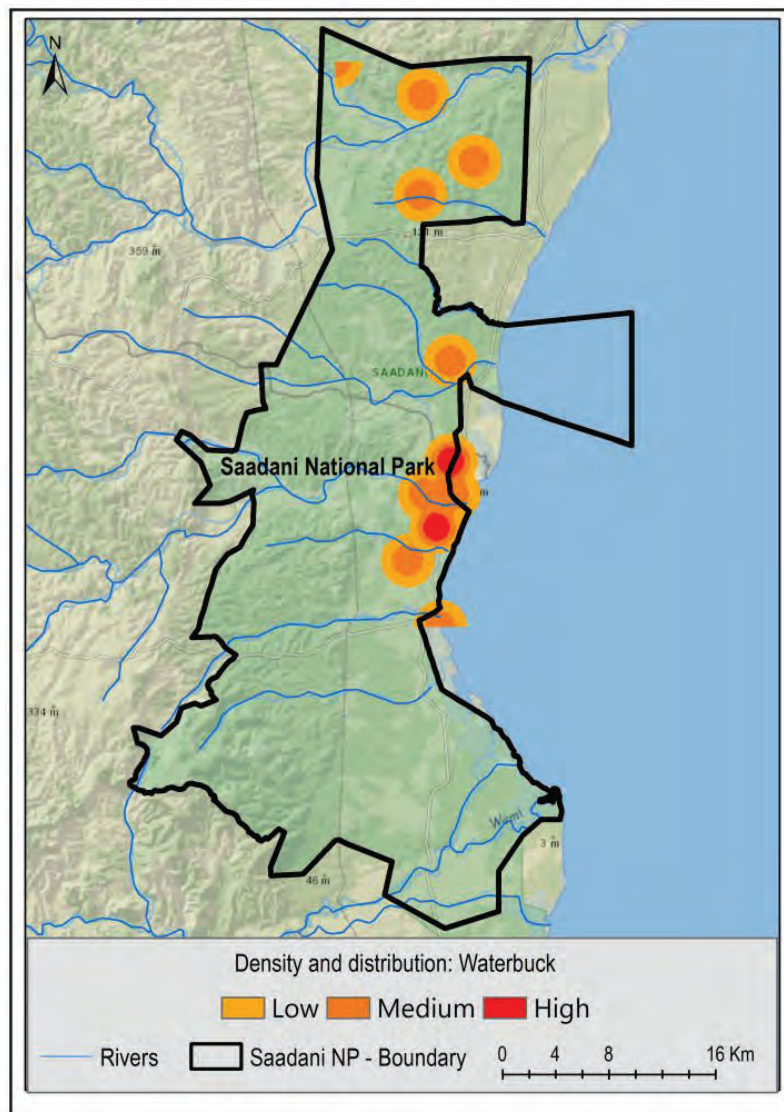 N
359 m
SAADANI
Saadani National Park
m
334 m
Wami
3 m
46 m
Density and distribution: Waterbuck
Low Medium High
Rivers Saadani NP - Boundary 0 4 8 16 Km